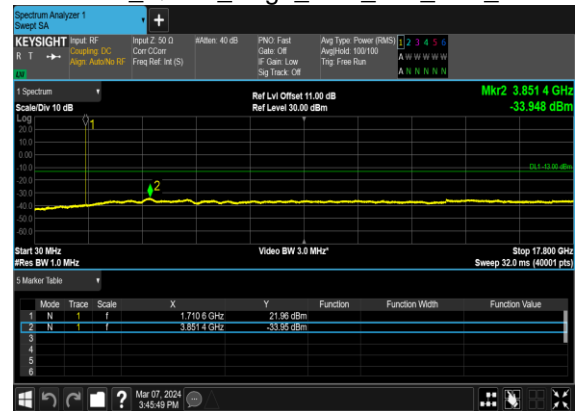 Spectrum Analyzer 1
Swept SA
+
KEYSIGHT Input: RF Input Z: 50 Ω #Atten: 40 dB PNO: Fast Avg Type: Power (RMS) 1 2 3 4 5 6
R T Coupling: DC Corr CCorr Gate: Off Avg|Hold: 100/100 A W W W W W
Align: Auto/No RF Freq Ref: Int (S) IF Gain: Low Trig: Free Run
Sig Track: Off A N N N N N
LXI
1 Spectrum Ref Lvl Offset 11.00 dB Mkr2 3.851 4 GHz
Scale/Div 10 dB Ref Level 30.00 dBm -33.948 dBm
Log
20.0
10.0
0.00
-10.0
-20.0
-30.0
-40.0
-50.0
-60.0
1
2
DL1 -13.00 dBm
Start 30 MHz Video BW 3.0 MHz* Stop 17.800 GHz
#Res BW 1.0 MHz Sweep 32.0 ms (40001 pts)
5 Marker Table
Mode Trace Scale X Y Function Function Width Function Value
1 N 1 f 1.710 6 GHz 21.96 dBm
2 N 1 f 3.851 4 GHz -33.95 dBm
3
4
5
6
? Mar 07, 2024
3:45:49 PM